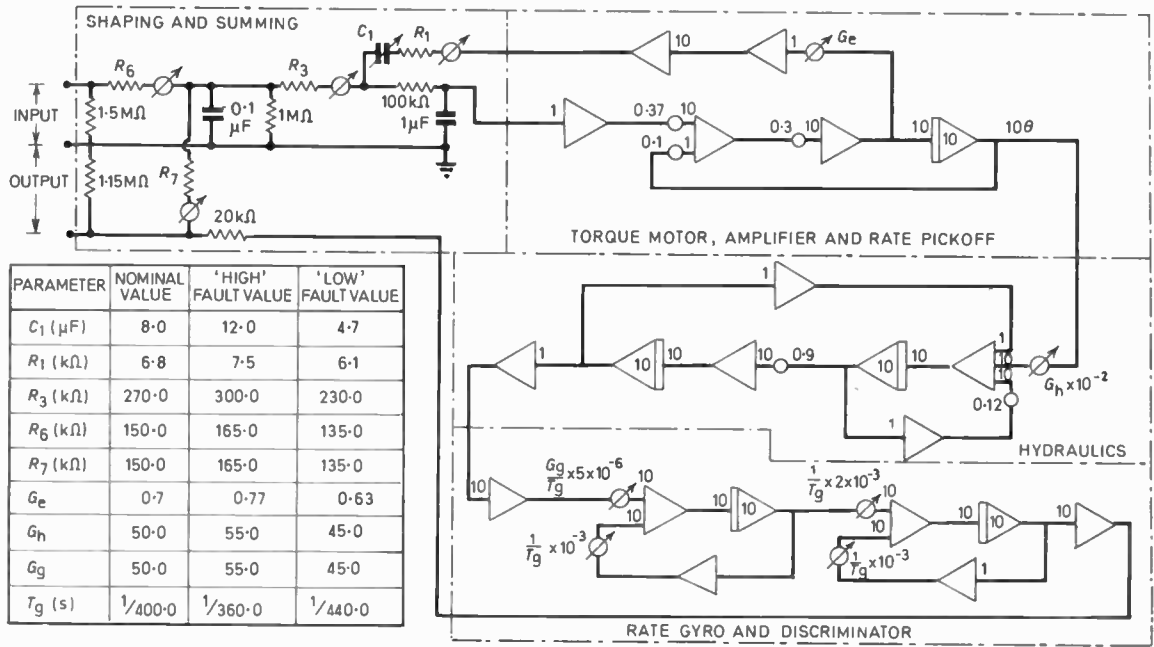 SHAPING AND SUMMING
C₁
R₁
10
1
Ge
R₆
R₃
INPUT
1·5MΩ
0·1 μF
1MΩ
100kΩ
1μF
1
0·37
10
0·1
1
0·3
10
10
10
10θ
OUTPUT
1·15MΩ
R₇
20kΩ
TORQUE MOTOR, AMPLIFIER AND RATE PICKOFF
PARAMETER NOMINAL VALUE 'HIGH' FAULT VALUE 'LOW' FAULT VALUE
C₁ (μF) 8·0 12·0 4·7
R₁ (kΩ) 6·8 7·5 6·1
R₃ (kΩ) 270·0 300·0 230·0
R₆ (kΩ) 150·0 165·0 135·0
R₇ (kΩ) 150·0 165·0 135·0
Ge 0·7 0·77 0·63
Gh 50·0 55·0 45·0
Gg 50·0 55·0 45·0
Tg (s) 1/400·0 1/360·0 1/440·0
1
1
1
10
10
10
10
0·9
10
10
1
Gh × 10⁻²
0·12
1
HYDRAULICS
10
Gg/Tg × 5 × 10⁻⁶
10
10
10
10
1/Tg × 10⁻³
1/Tg × 2 × 10⁻³
10
10
10
10
10
1/Tg × 10⁻³
1
RATE GYRO AND DISCRIMINATOR